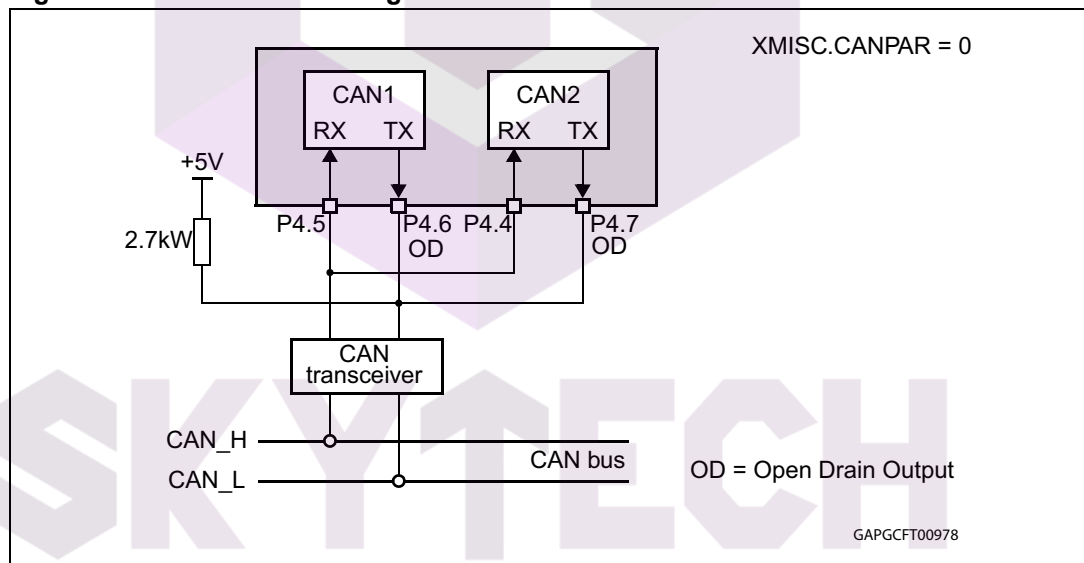 XMISC.CANPAR = 0
CAN1
CAN2
RX TX
RX TX
+5V
P4.5
P4.6
OD
P4.4
P4.7
OD
2.7kW
CAN
transceiver
CAN_H
CAN bus
CAN_L
OD = Open Drain Output
GAPGCFT00978
SKYTECH